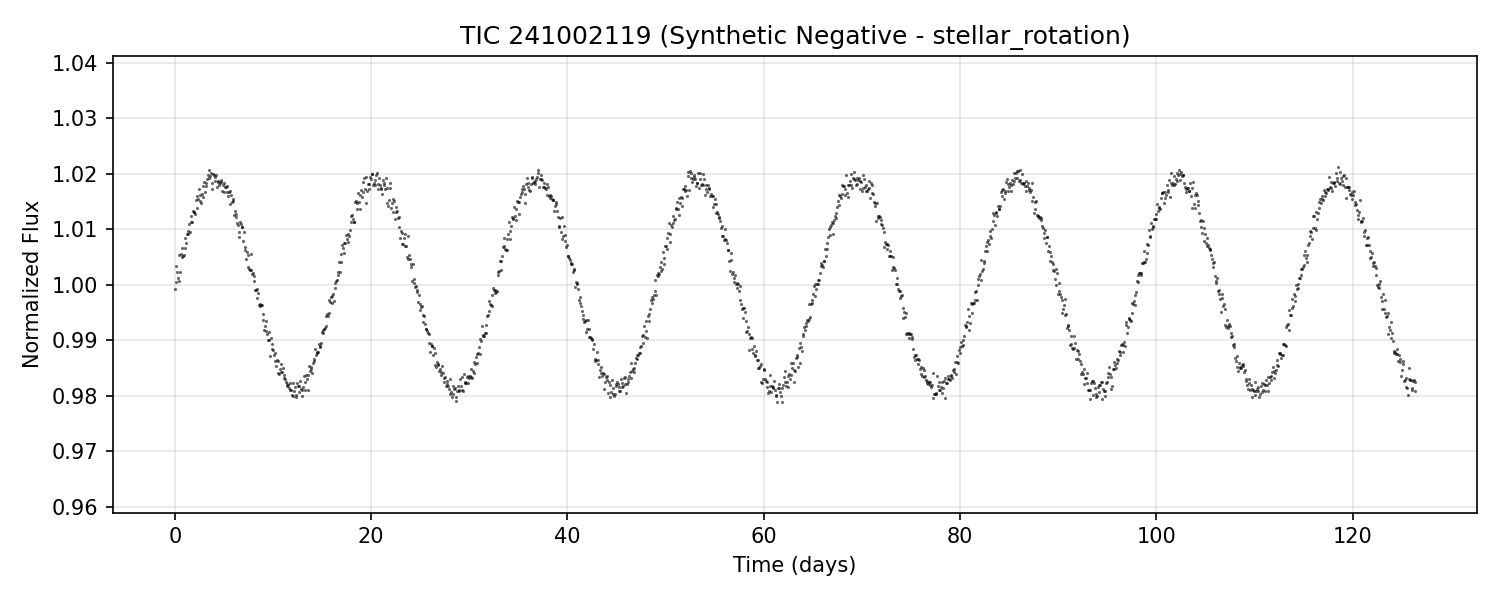 TIC 241002119 (Synthetic Negative - stellar_rotation)
1.04
1.03
1.02
1.01
1.00
0.99
0.98
0.97
0.96
Normalized Flux
0 20 40 60 80 100 120
Time (days)